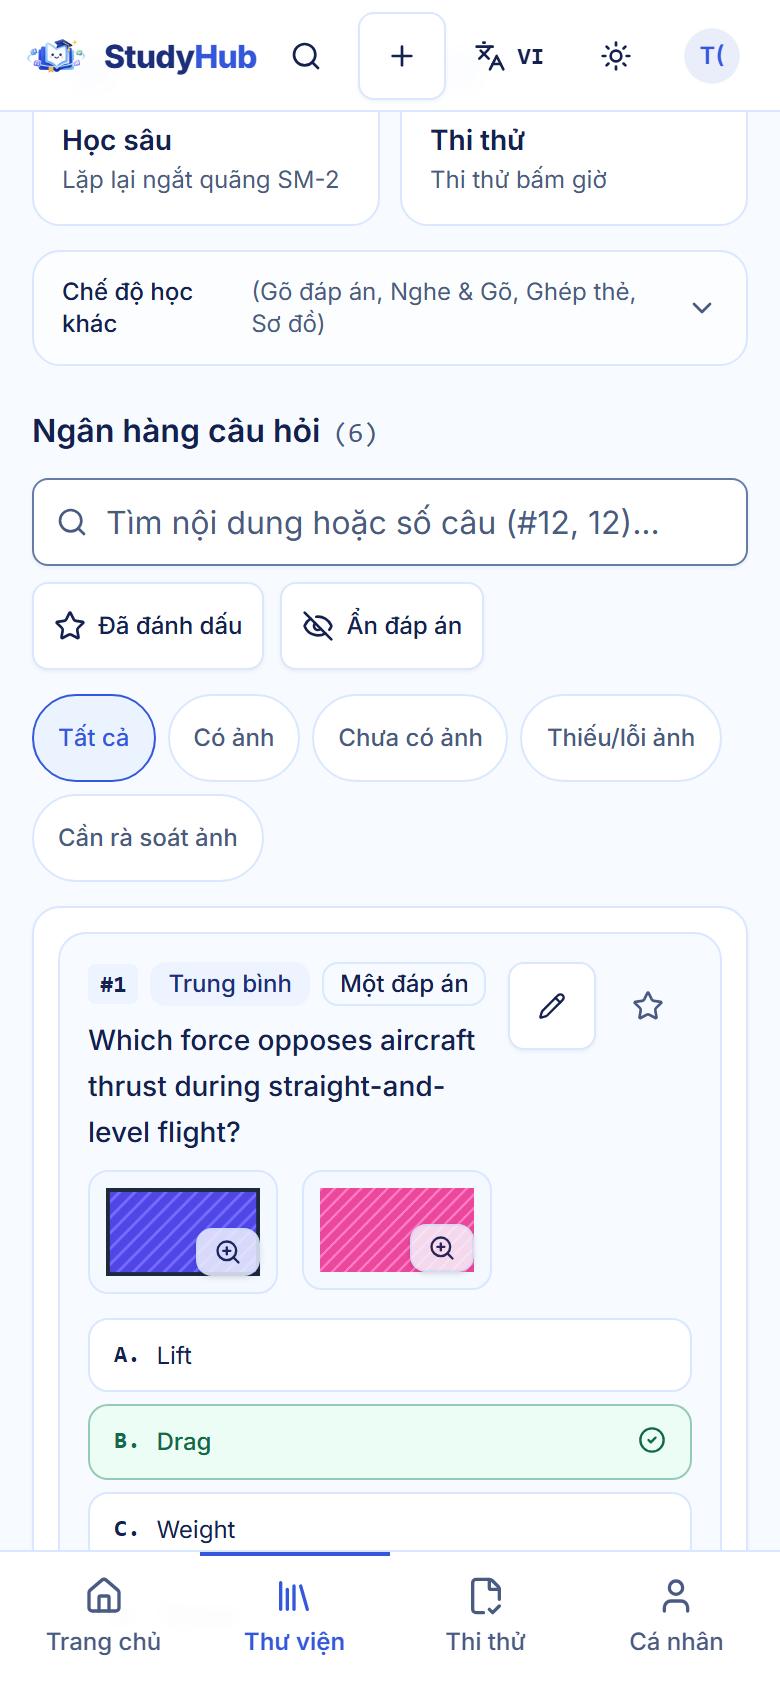 StudyHub
VI
T(
Học sâu
Lặp lại ngắt quãng SM-2
Thi thử
Thi thử bấm giờ
Chế độ học khác
(Gõ đáp án, Nghe & Gõ, Ghép thẻ, Sơ đồ)
Ngân hàng câu hỏi (6)
Tìm nội dung hoặc số câu (#12, 12)...
Đã đánh dấu
Ẩn đáp án
Tất cả
Có ảnh
Chưa có ảnh
Thiếu/lỗi ảnh
Cần rà soát ảnh
#1
Trung bình
Một đáp án
Which force opposes aircraft
thrust during straight-and-
level flight?
A. Lift
B. Drag
C. Weight
Trang chủ
Thư viện
Thi thử
Cá nhân